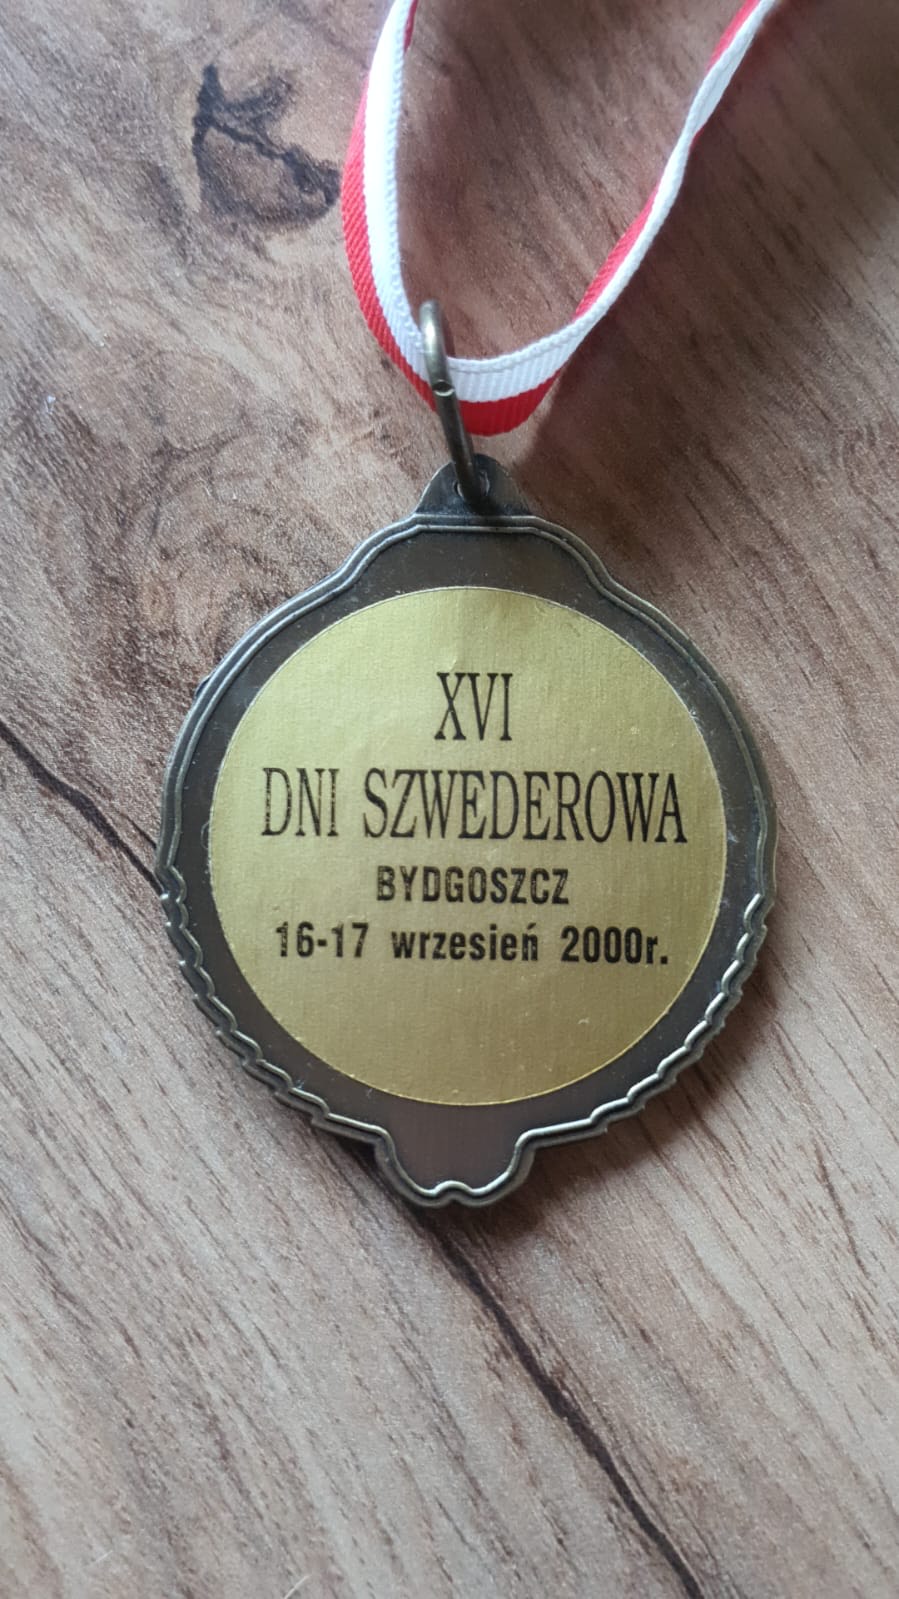 XVI
DNI SZWEDEROWA
BYDGOSZCZ
16-17 wrzesień 2000r.